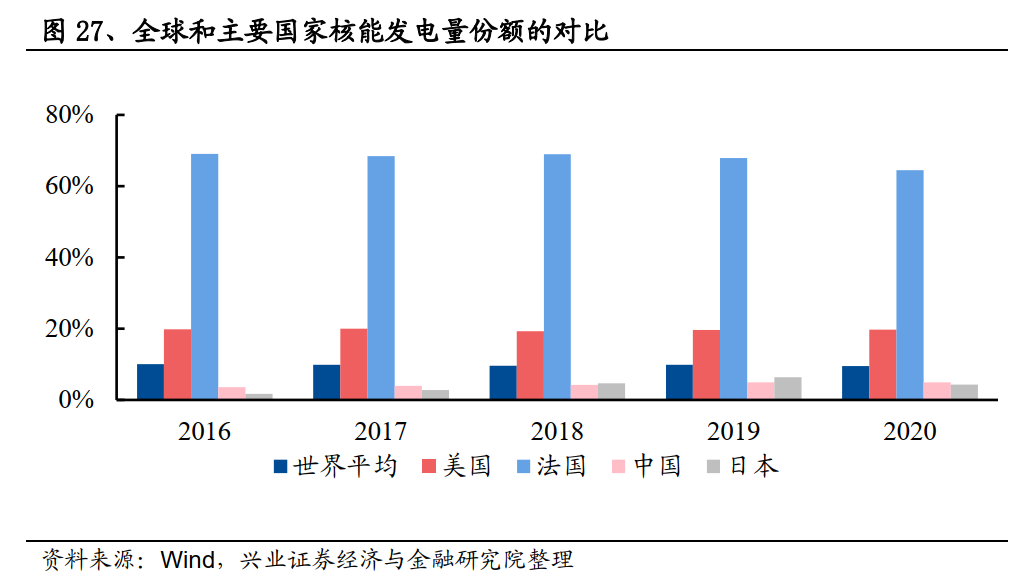 图 27、全球和主要国家核能发电量份额的对比
80%
60%
40%
20%
0%
2016 2017 2018 2019 2020
世界平均 美国 法国 中国 日本
资料来源：Wind，兴业证券经济与金融研究院整理